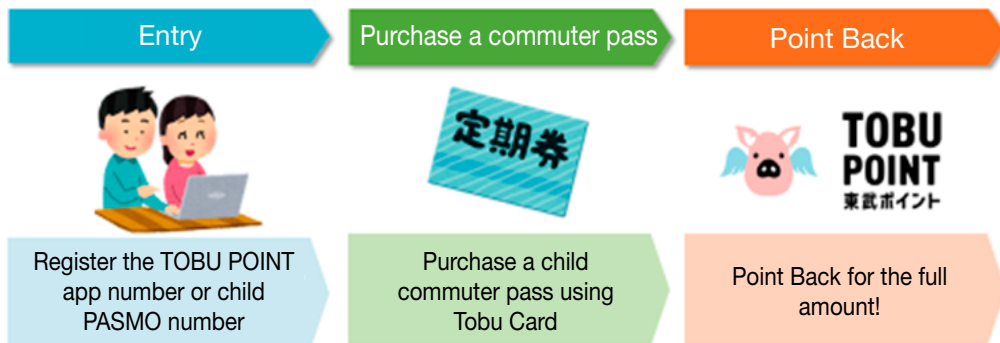 Entry
Purchase a commuter pass
Point Back
定期券
TOBU
POINT
東武ポイント
Register the TOBU POINT
app number or child
PASMO number
Purchase a child
commuter pass using
Tobu Card
Point Back for the full
amount!